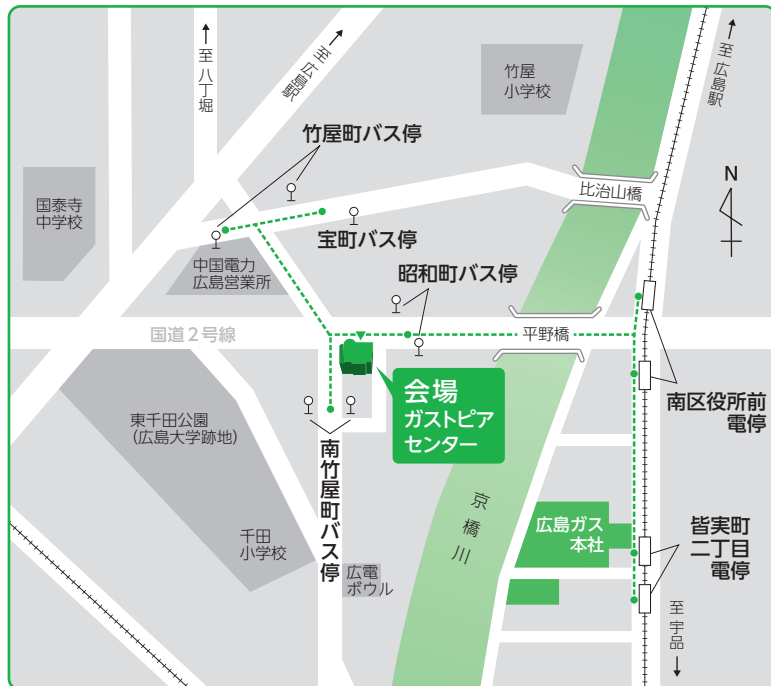 至 八丁堀
至 広島駅
竹屋
小学校
至 広島駅
竹屋町バス停
N
国泰寺
中学校
比治山橋
宝町バス停
中国電力
広島営業所
昭和町バス停
国道2号線
平野橋
会場
ガストピア
センター
南区役所前
電停
東千田公園
(広島大学跡地)
南竹屋町バス停
京橋川
広島ガス
本社
皆実町
二丁目
電停
千田
小学校
広電
ボウル
至 宇品